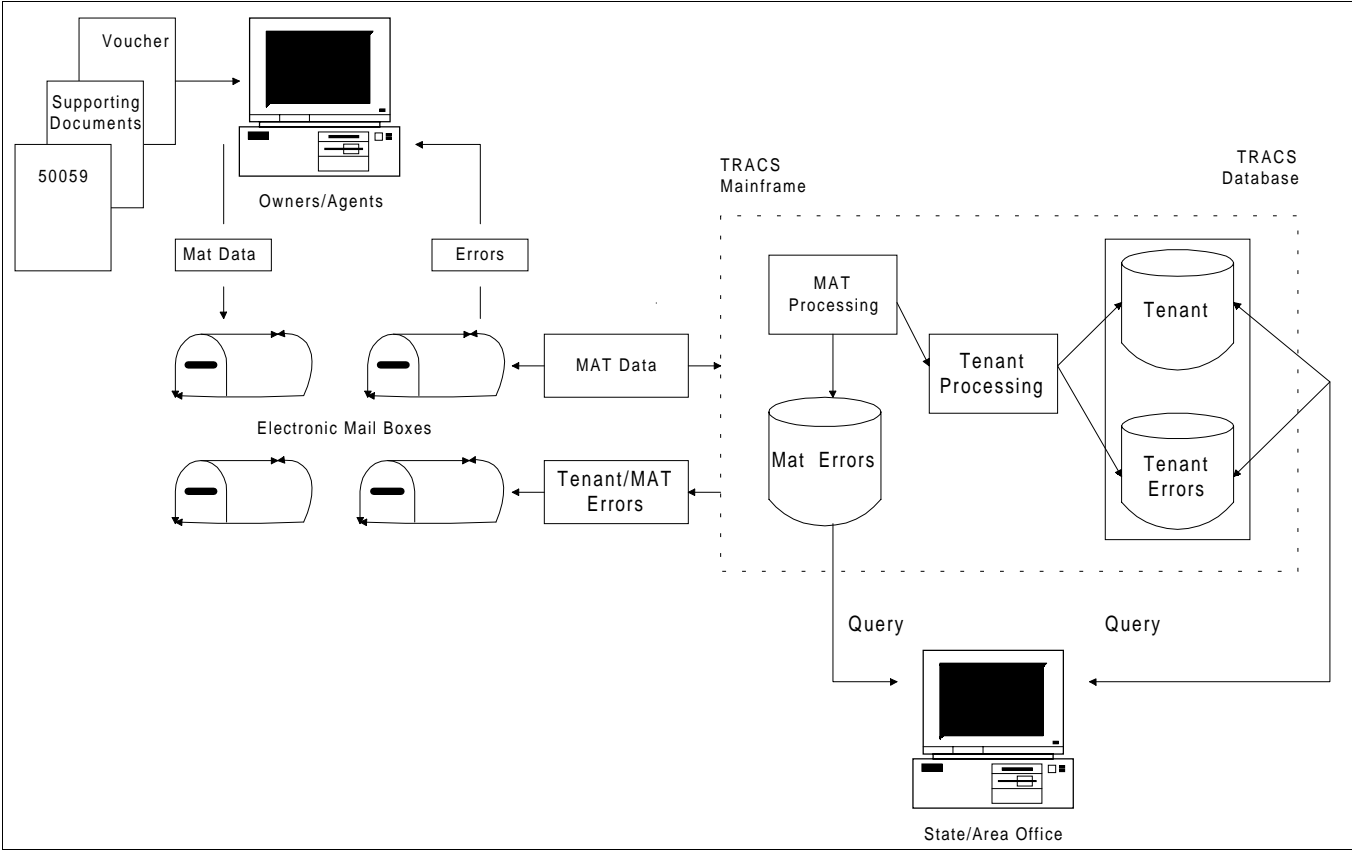 Voucher
Supporting
Documents
50059
Owners/Agents
Mat Data
Errors
TRACS
Mainframe
TRACS
Database
MAT
Processing
Tenant
MAT Data
Tenant
Processing
Electronic Mail Boxes
Mat Errors
Tenant
Errors
Tenant/MAT
Errors
Query
Query
State/Area Office